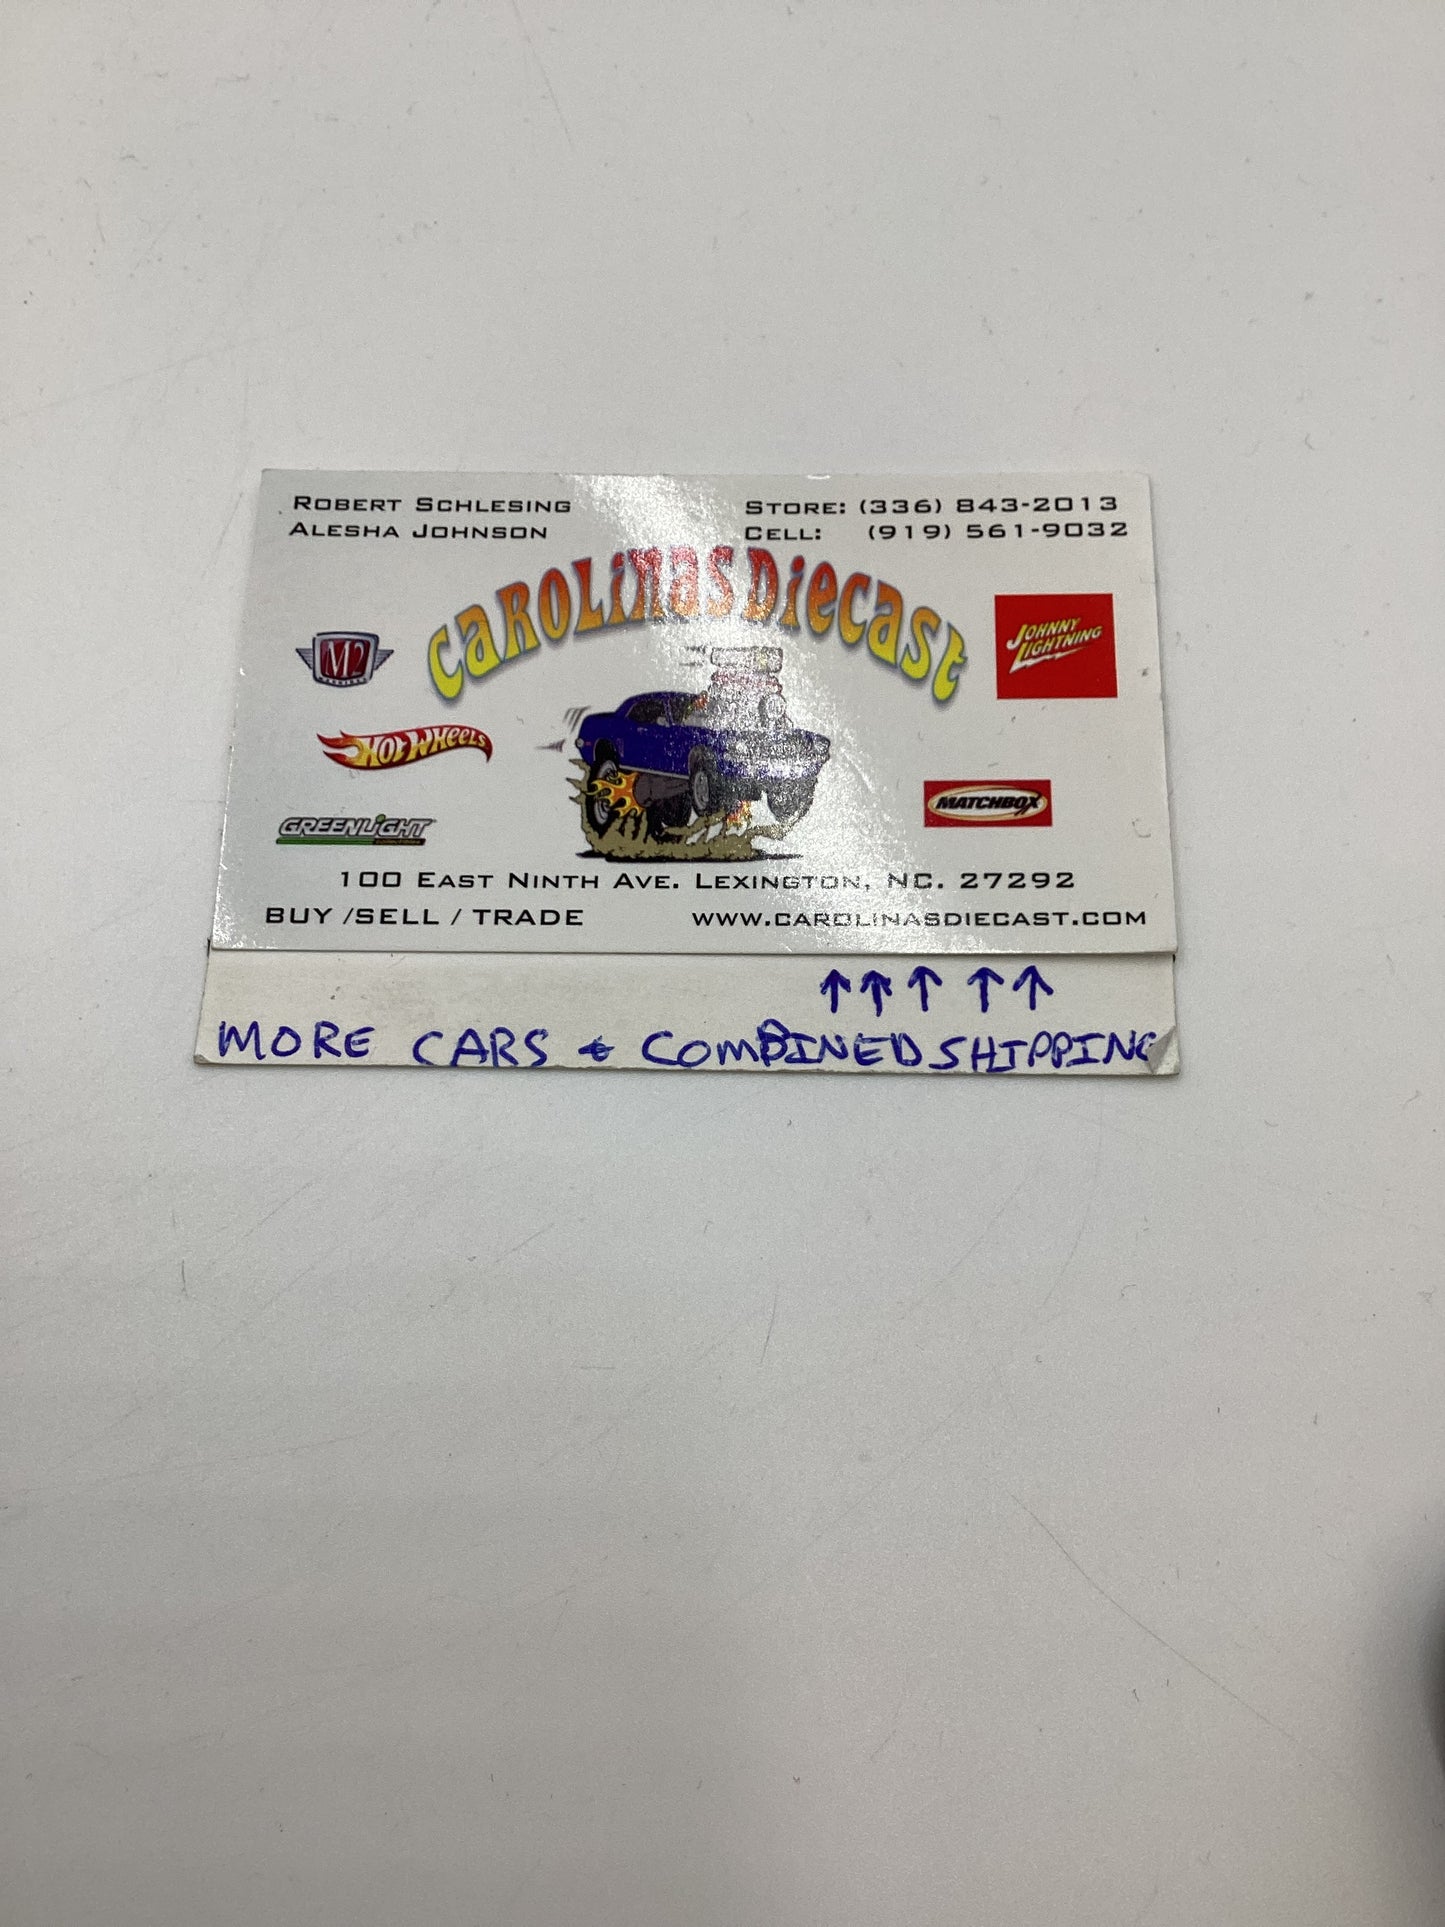 ROBERT SCHLESING
ALESHA JOHNSON
STORE: (336) 843-2013
CELL: (919) 561-9032
CAROLiNAS DiECAST
M2
MACHINES
JOHNNY
LIGHTNING
HOT WHEELS
MATCHBOX
GREENLIGHT
100 EAST NINTH AVE. LEXINGTON, NC. 27292
BUY /SELL / TRADE
WWW.CAROLINASDIECAST.COM
↑ ↑ ↑ ↑ ↑
MORE CARS & COMBINED SHIPPING